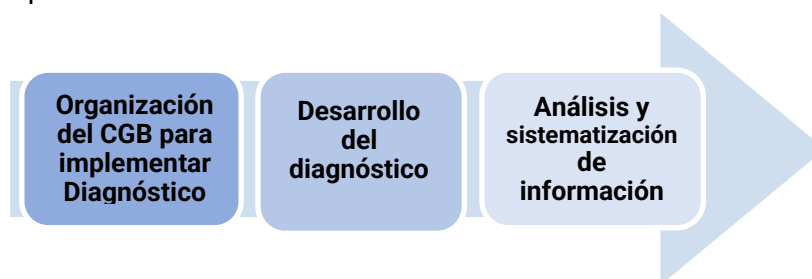 Organización
del CGB para
implementar
Diagnóstico
Desarrollo
del
diagnóstico
Análisis y
sistematización
de
información